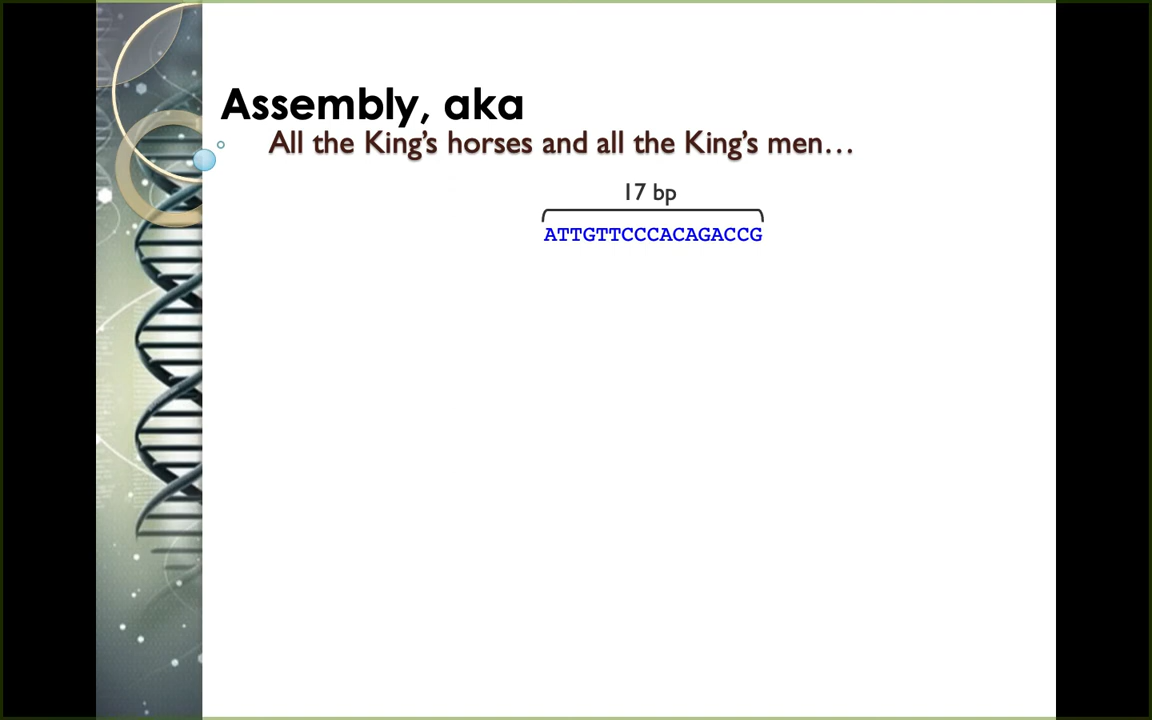 Assembly, aka
All the King’s horses and all the King’s men…
17 bp
ATTGTTCCCACAGACCG